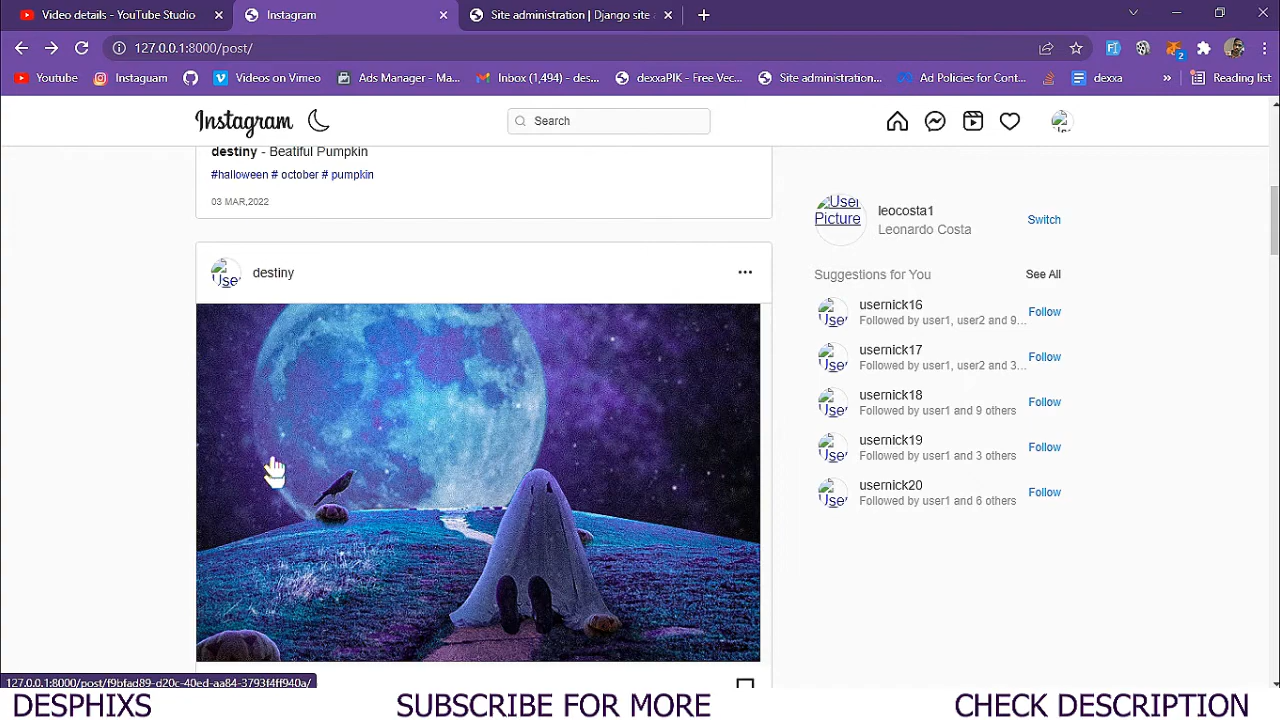 Video details - YouTube Studio
Instagram
Site administration | Django site
127.0.0.1:8000/post/
2
Youtube
Instaguam
Videos on Vimeo
Ads Manager - Ma...
Inbox (1,494) - des...
dexxaPIK - Free Vec...
Site administration...
Ad Policies for Cont...
dexxa
»
Reading list
Instagram
Search
destiny - Beatiful Pumpkin
#halloween # october # pumpkin
03 MAR,2022
destiny
User Picture
leocosta1
Leonardo Costa
Switch
Suggestions for You
See All
usernick16
Followed by user1, user2 and 9...
Follow
usernick17
Followed by user1, user2 and 3...
Follow
usernick18
Followed by user1 and 9 others
Follow
usernick19
Followed by user1 and 3 others
Follow
usernick20
Followed by user1 and 6 others
Follow
127.0.0.1:8000/post/f9bfad89-d20c-40ed-aa84-3793f4ff940a/
DESPHIXS
SUBSCRIBE FOR MORE
CHECK DESCRIPTION